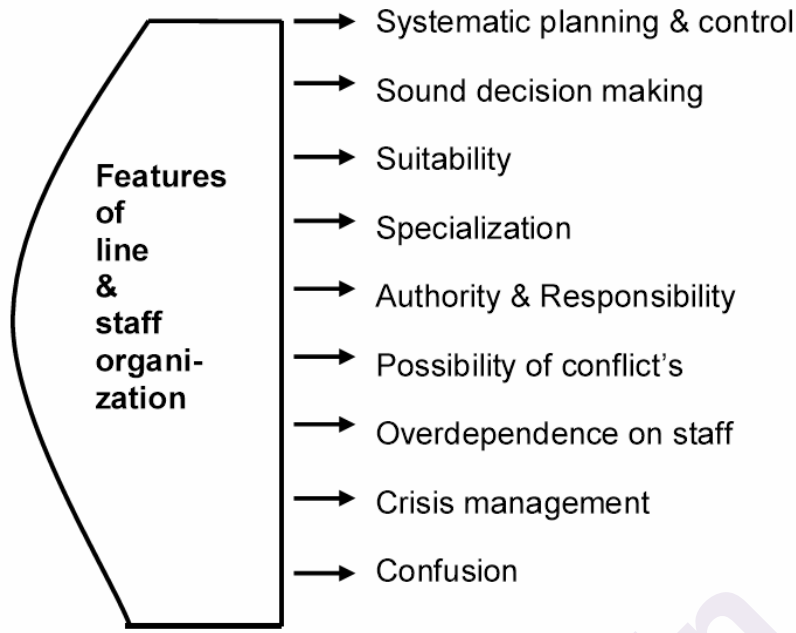 Systematic planning & control
Sound decision making
Suitability
Specialization
Authority & Responsibility
Possibility of conflict's
Overdependence on staff
Crisis management
Confusion
Features
of
line
&
staff
organi-
zation